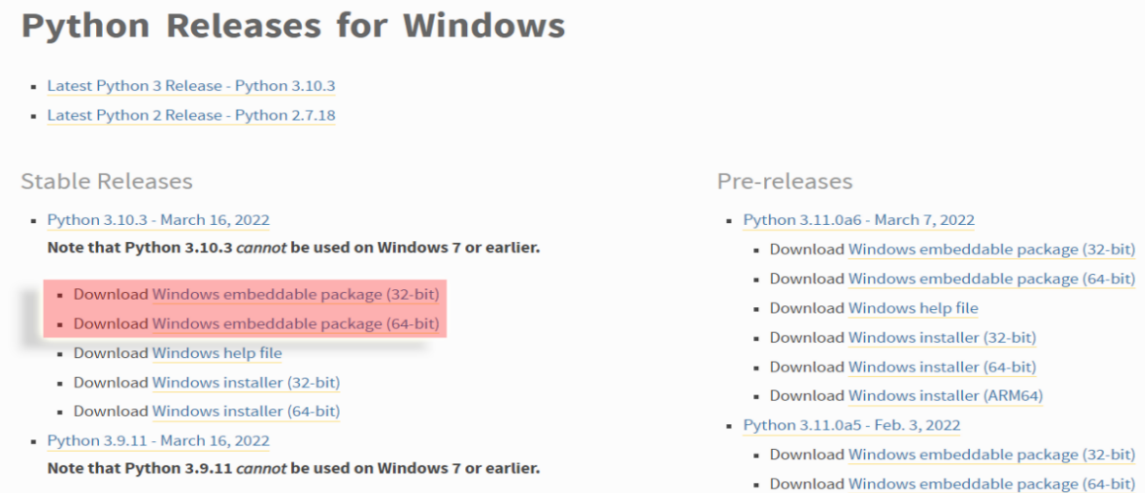 Python Releases for Windows
Latest Python 3 Release - Python 3.10.3
Latest Python 2 Release - Python 2.7.18
Stable Releases
Python 3.10.3 - March 16, 2022
Note that Python 3.10.3 cannot be used on Windows 7 or earlier.
Download Windows embeddable package (32-bit)
Download Windows embeddable package (64-bit)
Download Windows help file
Download Windows installer (32-bit)
Download Windows installer (64-bit)
Python 3.9.11 - March 16, 2022
Note that Python 3.9.11 cannot be used on Windows 7 or earlier.
Pre-releases
Python 3.11.0a6 - March 7, 2022
Download Windows embeddable package (32-bit)
Download Windows embeddable package (64-bit)
Download Windows help file
Download Windows installer (32-bit)
Download Windows installer (64-bit)
Download Windows installer (ARM64)
Python 3.11.0a5 - Feb. 3, 2022
Download Windows embeddable package (32-bit)
Download Windows embeddable package (64-bit)